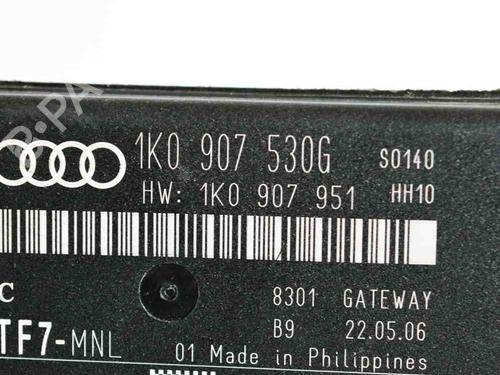 1K0 907 530G S0140
HW: 1K0 907 951 HH10
C
8301 GATEWAY
B9 22.05.06
TF7-MNL
01 Made in Philippines